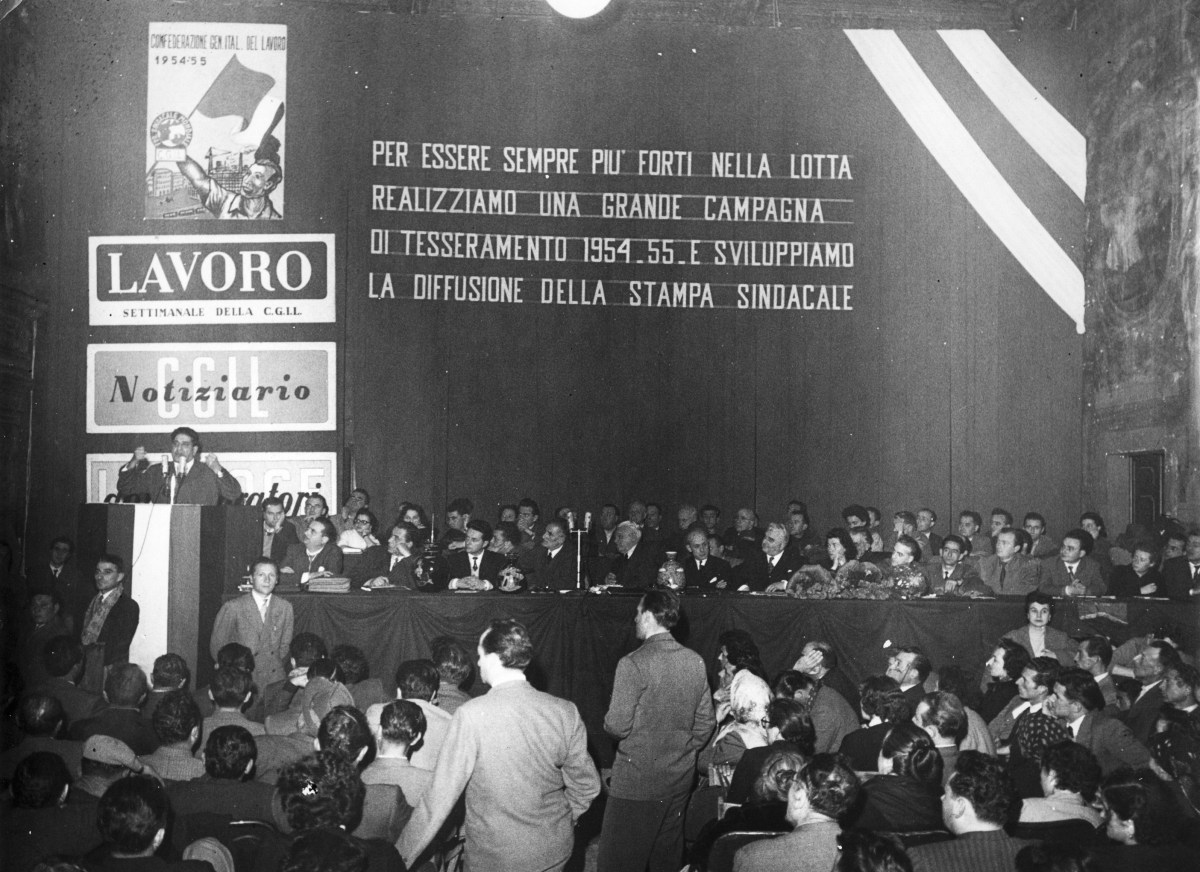 CONFEDERAZIONE GEN. ITAL. DEL LAVORO
1954-55
LAVORO
SETTIMANALE DELLA C.G.I.L.
CGIL
Notiziario
PER ESSERE SEMPRE PIU' FORTI NELLA LOTTA
REALIZZIAMO UNA GRANDE CAMPAGNA
DI TESSERAMENTO 1954-55-E SVILUPPIAMO
LA DIFFUSIONE DELLA STAMPA SINDACALE